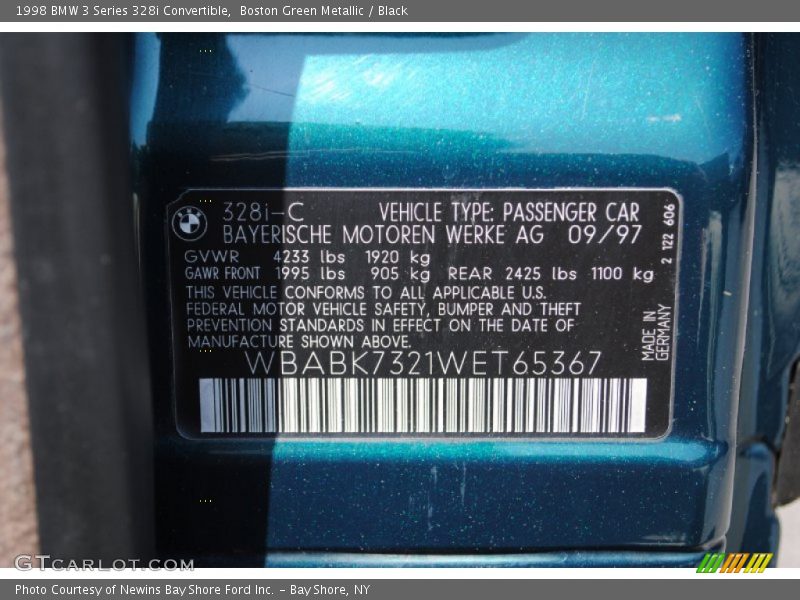 1998 BMW 3 Series 328i Convertible,  Boston Green Metallic / Black
328i-C VEHICLE TYPE: PASSENGER CAR
BAYERISCHE MOTOREN WERKE AG 09/97
GVWR 4233 lbs 1920 kg
GAWR FRONT 1995 lbs 905 kg REAR 2425 lbs 1100 kg
THIS VEHICLE CONFORMS TO ALL APPLICABLE U.S.
FEDERAL MOTOR VEHICLE SAFETY, BUMPER AND THEFT
PREVENTION STANDARDS IN EFFECT ON THE DATE OF
MANUFACTURE SHOWN ABOVE.
WBABK7321WET65367
2 122 606
MADE IN
GERMANY
GTCARLOT.COM
Photo Courtesy of Newins Bay Shore Ford Inc. - Bay Shore, NY